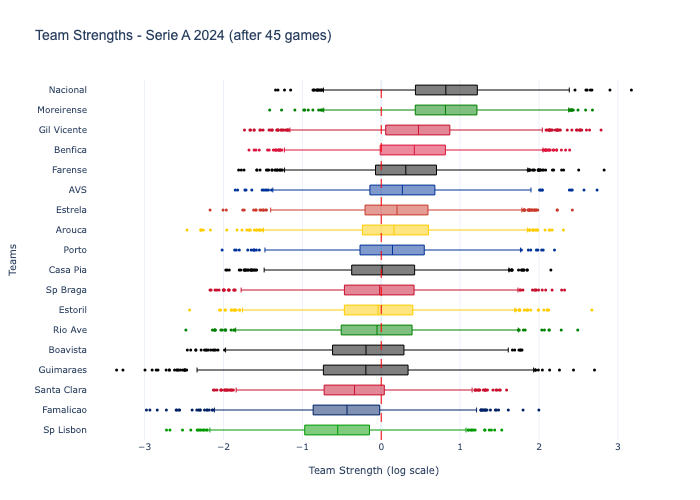 Team Strengths - Serie A 2024 (after 45 games)
Nacional
Moreirense
Gil Vicente
Benfica
Farense
AVS
Estrela
Arouca
Porto
Casa Pia
Sp Braga
Estoril
Rio Ave
Boavista
Guimaraes
Santa Clara
Famalicao
Sp Lisbon
Teams
−3 −2 −1 0 1 2 3
Team Strength (log scale)